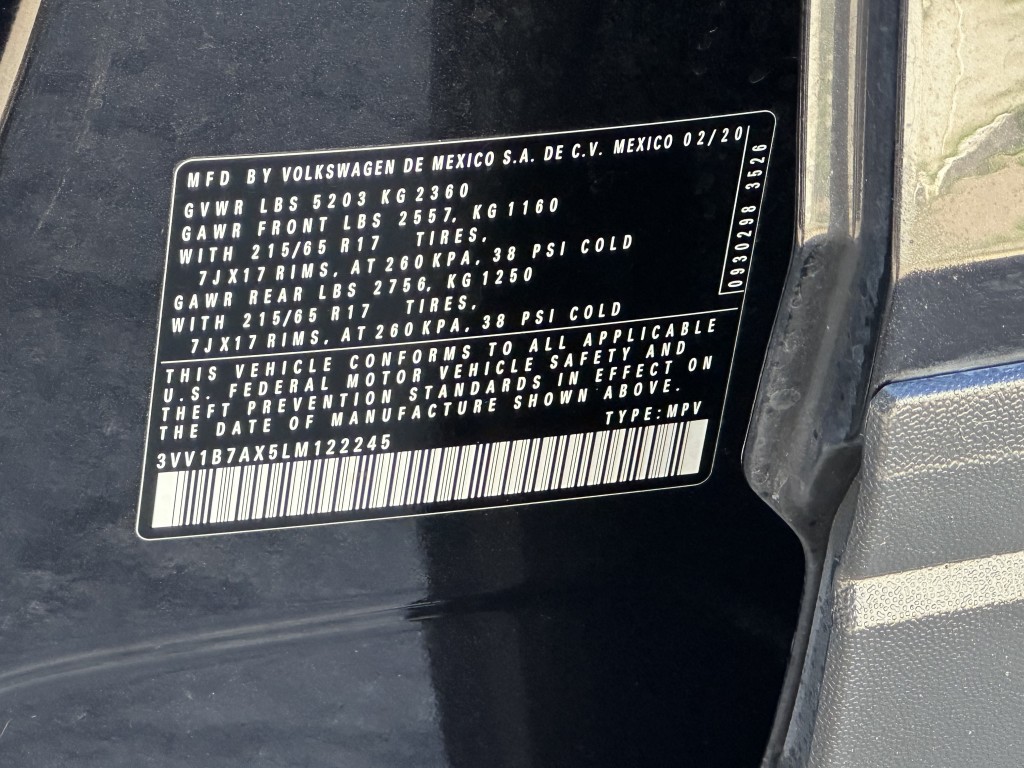 MFD BY VOLKSWAGEN DE MEXICO S.A. DE C.V. MEXICO 02/20
GVWR LBS 5203 KG 2360
GAWR FRONT LBS 2557, KG 1160
WITH 215/65 R17 TIRES,
7JX17 RIMS, AT 260 KPA, 38 PSI COLD
GAWR REAR LBS 2756, KG 1250
WITH 215/65 R17 TIRES,
7JX17 RIMS, AT 260 KPA, 38 PSI COLD
0930298 3526
THIS VEHICLE CONFORMS TO ALL APPLICABLE
U.S. FEDERAL MOTOR VEHICLE SAFETY AND
THEFT PREVENTION STANDARDS IN EFFECT ON
THE DATE OF MANUFACTURE SHOWN ABOVE.
TYPE: MPV
3VV1B7AX5LM122245